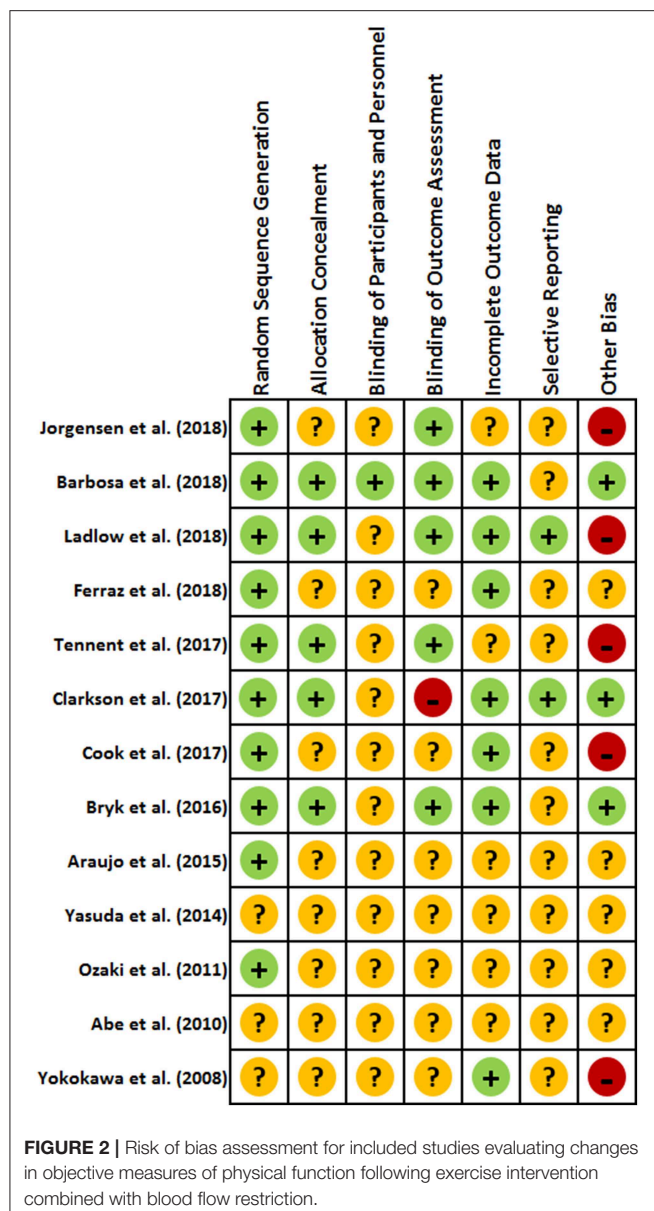 Random Sequence Generation
Allocation Concealment
Blinding of Participants and Personnel
Blinding of Outcome Assessment
Incomplete Outcome Data
Selective Reporting
Other Bias
Jorgensen et al. (2018) + ? ? + ? ? -
Barbosa et al. (2018) + + + + + ? +
Ladlow et al. (2018) + + ? + + + -
Ferraz et al. (2018) + ? ? ? + ? ?
Tennent et al. (2017) + + ? + ? ? -
Clarkson et al. (2017) + + ? - + + +
Cook et al. (2017) + ? ? ? + ? -
Bryk et al. (2016) + + ? + + ? +
Araujo et al. (2015) + ? ? ? ? ? ?
Yasuda et al. (2014) ? ? ? ? ? ? ?
Ozaki et al. (2011) + ? ? ? ? ? ?
Abe et al. (2010) ? ? ? ? ? ? ?
Yokokawa et al. (2008) ? ? ? ? + ? -
FIGURE 2 | Risk of bias assessment for included studies evaluating changes
in objective measures of physical function following exercise intervention
combined with blood flow restriction.